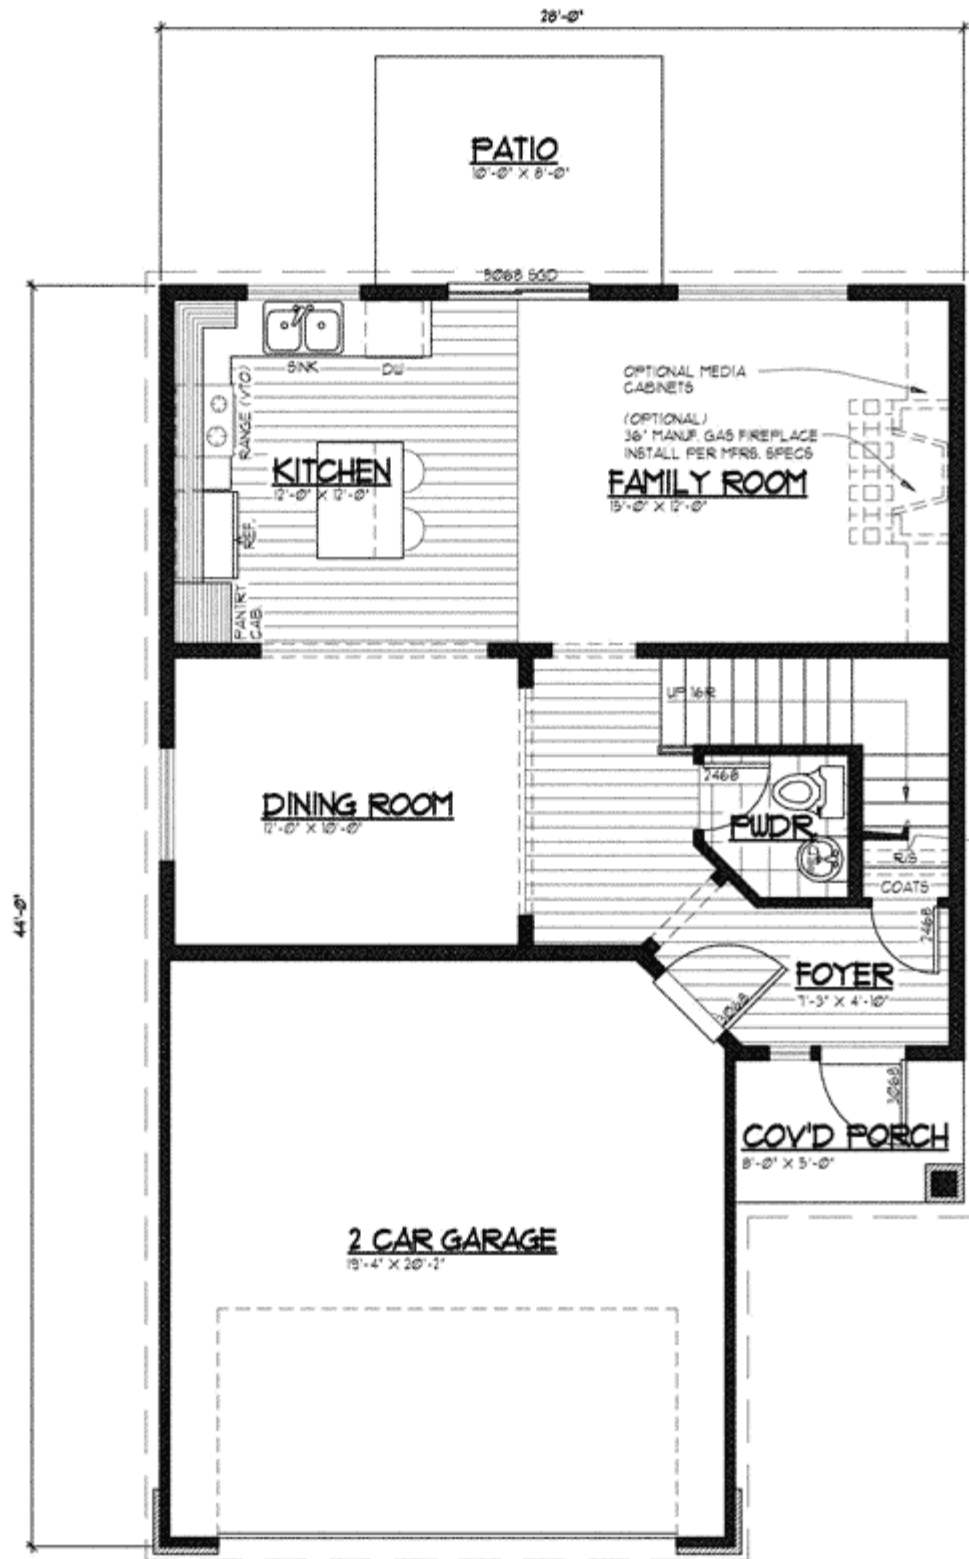 28'-0"
PATIO
10'-0" X 8'-0"
5068 SGD
SINK
DW
RANGE (VTO)
OPTIONAL MEDIA
CABINETS
(OPTIONAL)
36" MANUF. GAS FIREPLACE
INSTALL PER MFRS. SPECS
KITCHEN
12'-0" X 12'-0"
FAMILY ROOM
15'-0" X 12'-0"
REF.
PANTRY
CAB.
UP 16R
2468
DINING ROOM
12'-0" X 10'-0"
PWDR.
R/S
COATS
44'-0"
2468
FOYER
7'-3" X 4'-10"
3068
3068
COV'D PORCH
8'-0" X 5'-0"
2 CAR GARAGE
19'-4" X 20'-2"